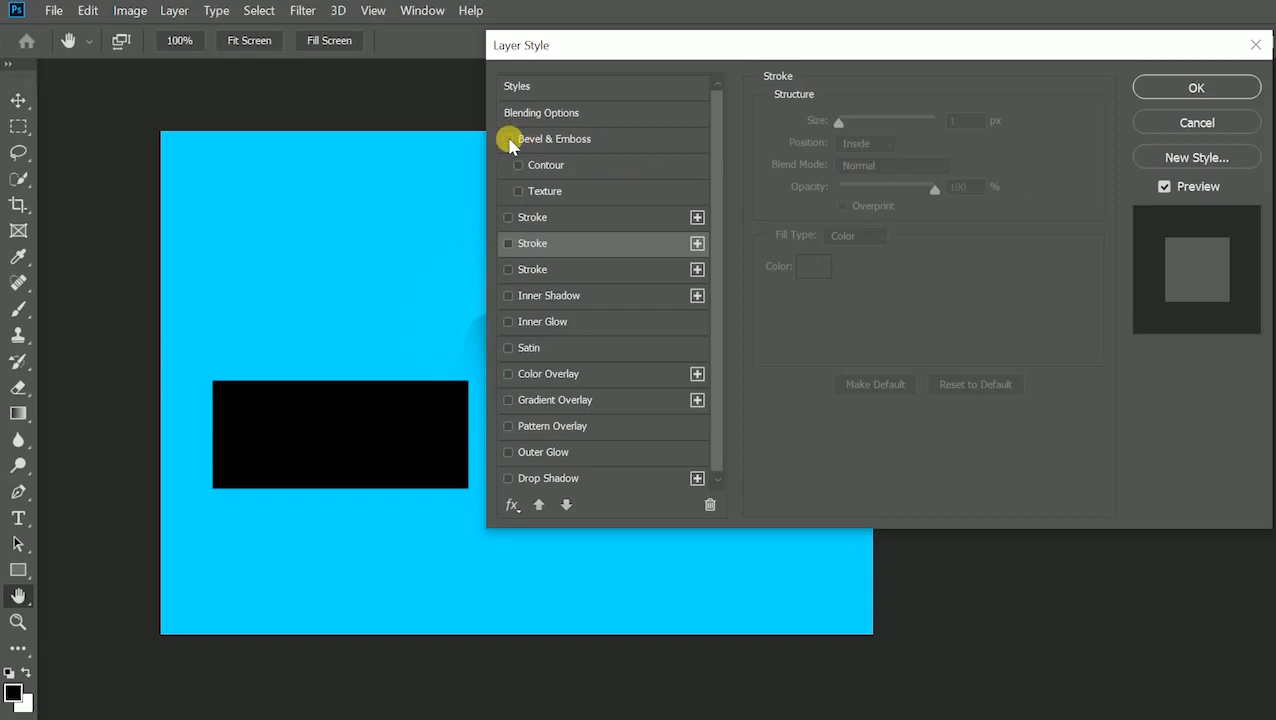 Ps File Edit Image Layer Type Select Filter 3D View Window Help
100% Fit Screen Fill Screen
Layer Style
Styles
Blending Options
Bevel & Emboss
Contour
Texture
Stroke
Stroke
Stroke
Inner Shadow
Inner Glow
Satin
Color Overlay
Gradient Overlay
Pattern Overlay
Outer Glow
Drop Shadow
fx
Stroke
Structure
Size: 1 px
Position: Inside
Blend Mode: Normal
Opacity: 100 %
Overprint
Fill Type: Color
Color:
Make Default Reset to Default
OK
Cancel
New Style...
Preview